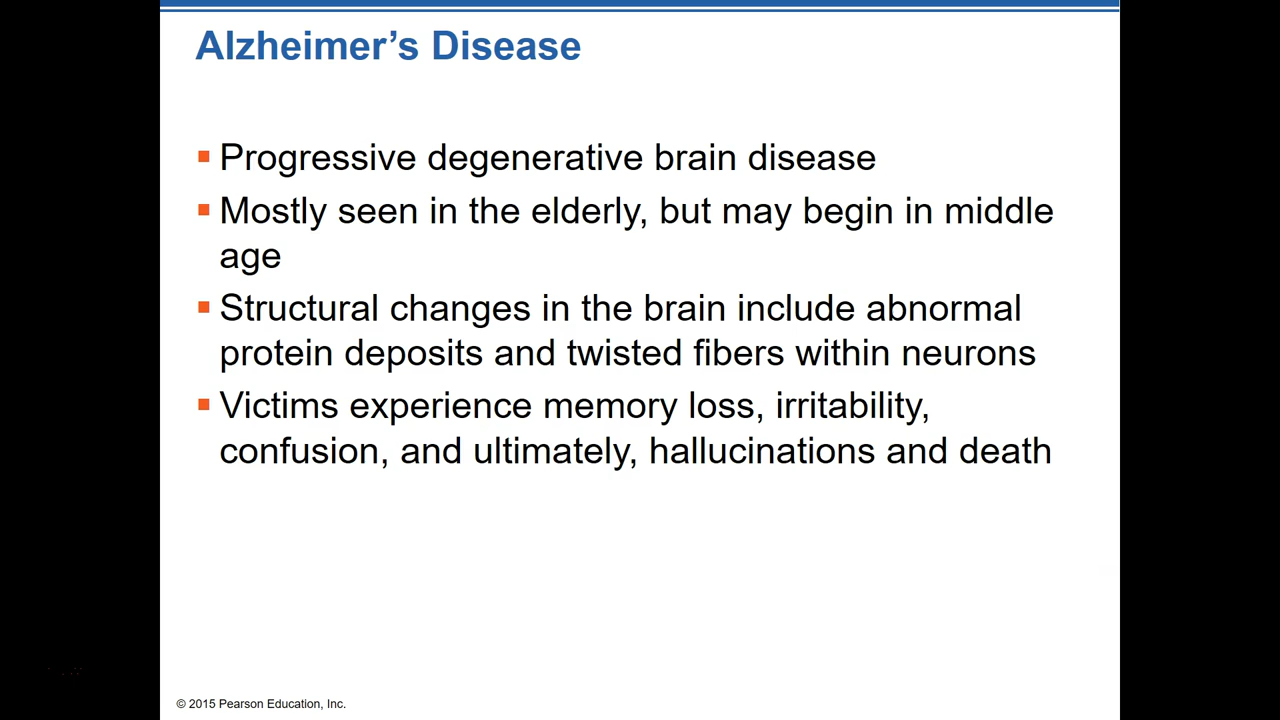 Alzheimer’s Disease
▪ Progressive degenerative brain disease
▪ Mostly seen in the elderly, but may begin in middle
age
▪ Structural changes in the brain include abnormal
protein deposits and twisted fibers within neurons
▪ Victims experience memory loss, irritability,
confusion, and ultimately, hallucinations and death
© 2015 Pearson Education, Inc.